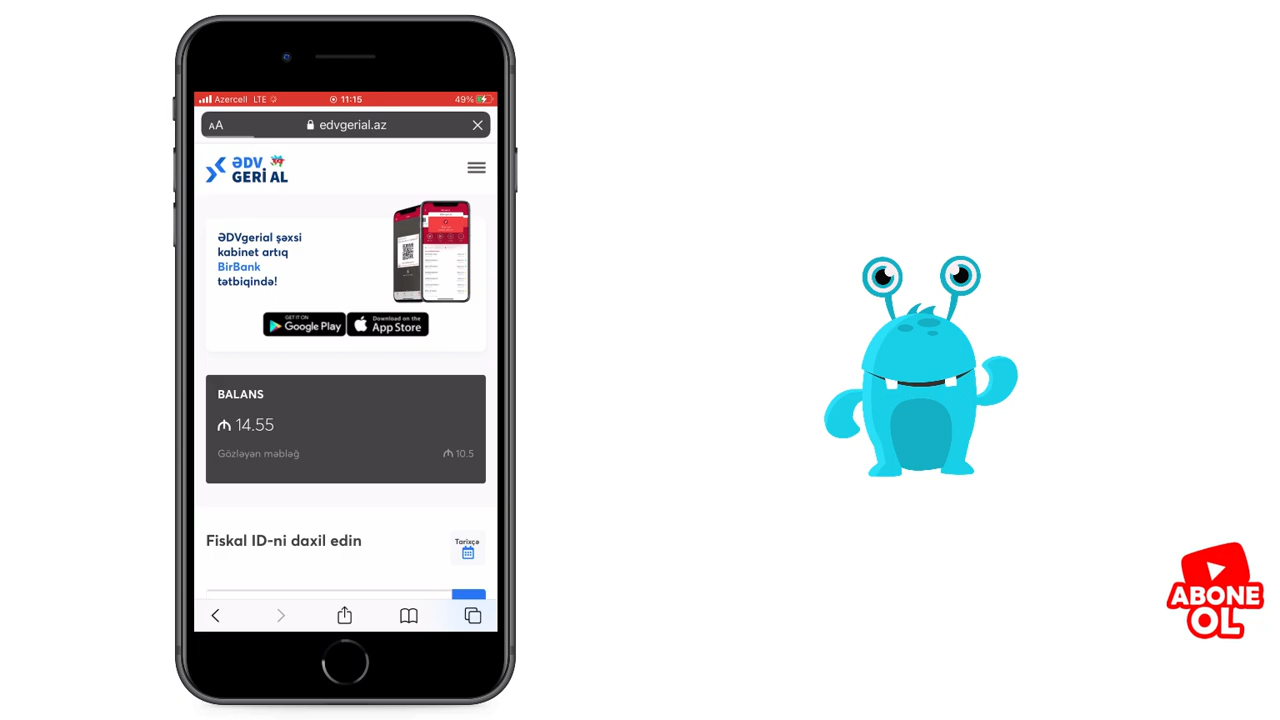 Azercell LTE 11:15 49%
AA edvgerial.az
ƏDV
GERİ AL
ƏDVgerial şəxsi
kabinet artıq
BirBank
tətbiqində!
GET IT ON
Google Play
Download on the
App Store
BALANS
₼ 14.55
Gözləyən məbləğ ₼ 10.5
Fiskal ID-ni daxil edin
Tarixçə
ABONE
OL